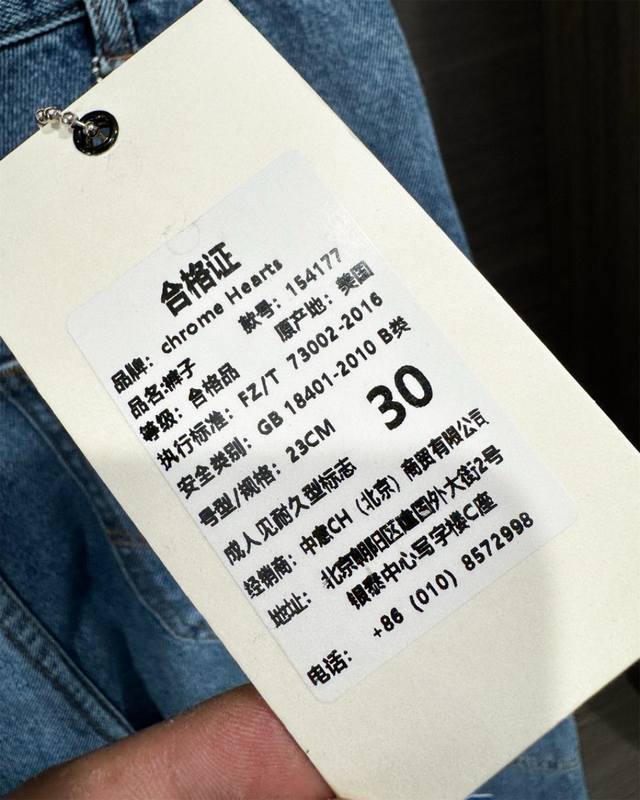 合格证
品牌: chrome Hearts
品名:裤子 款号: 154177
等级: 合格品 原产地: 美国
执行标准: FZ/T 73002-2016
安全类别: GB 18401-2010 B类
号型/规格: 23CM 30
成人见耐久型标志
经销商: 中意CH (北京) 商贸有限公司
地址: 北京朝阳区建国外大街2号
银泰中心写字楼C座
电话: +86 (010) 8572998